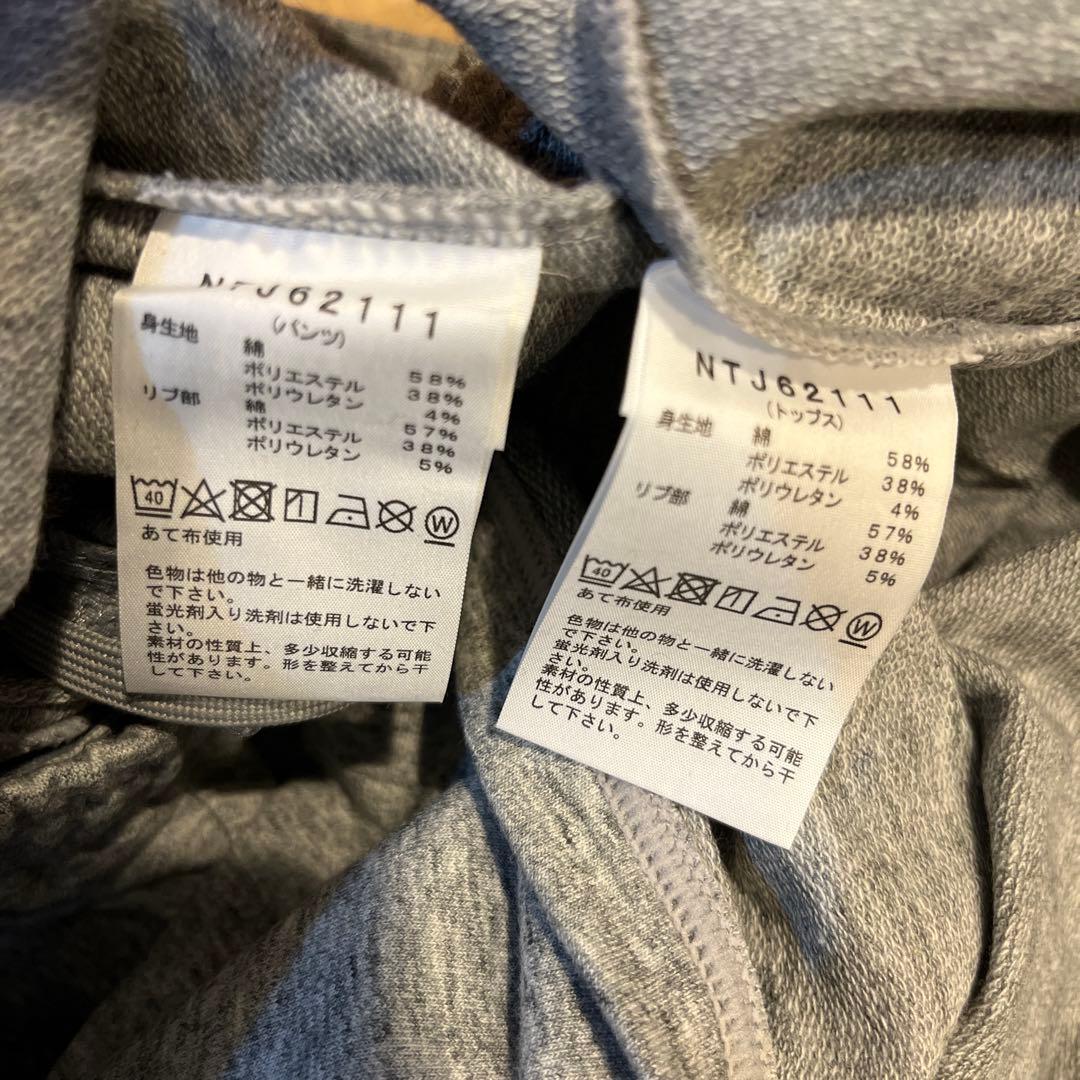 NTJ62111
(パンツ)
身生地 綿 58%
ポリエステル 38%
ポリウレタン 4%
リブ部 綿 57%
ポリエステル 38%
ポリウレタン 5%
40 W
あて布使用
色物は他の物と一緒に洗濯しない
で下さい。
蛍光剤入り洗剤は使用しないで下
さい。
素材の性質上、多少収縮する可能
性があります。形を整えてから干
して下さい。
NTJ62111
(トップス)
身生地 綿 58%
ポリエステル 38%
ポリウレタン 4%
リブ部 綿 57%
ポリエステル 38%
ポリウレタン 5%
40 W
あて布使用
色物は他の物と一緒に洗濯しない
で下さい。
蛍光剤入り洗剤は使用しないで下
さい。
素材の性質上、多少収縮する可能
性があります。形を整えてから干
して下さい。